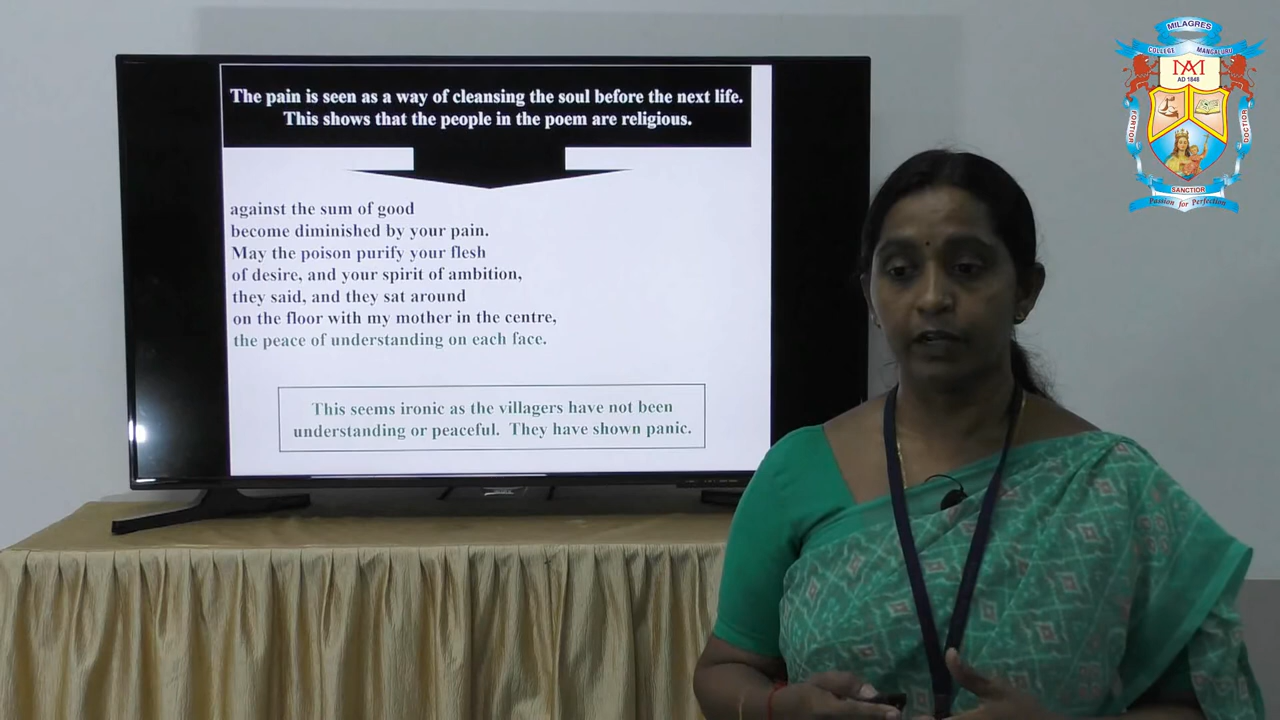 The pain is seen as a way of cleansing the soul before the next life.
This shows that the people in the poem are religious.
against the sum of good
become diminished by your pain.
May the poison purify your flesh
of desire, and your spirit of ambition,
they said, and they sat around
on the floor with my mother in the centre,
the peace of understanding on each face.
This seems ironic as the villagers have not been
understanding or peaceful. They have shown panic.
MILAGRES
COLLEGE MANGALURU
AD 1848
FORTIOR
DOCTIOR
SANCTIOR
Passion for Perfection